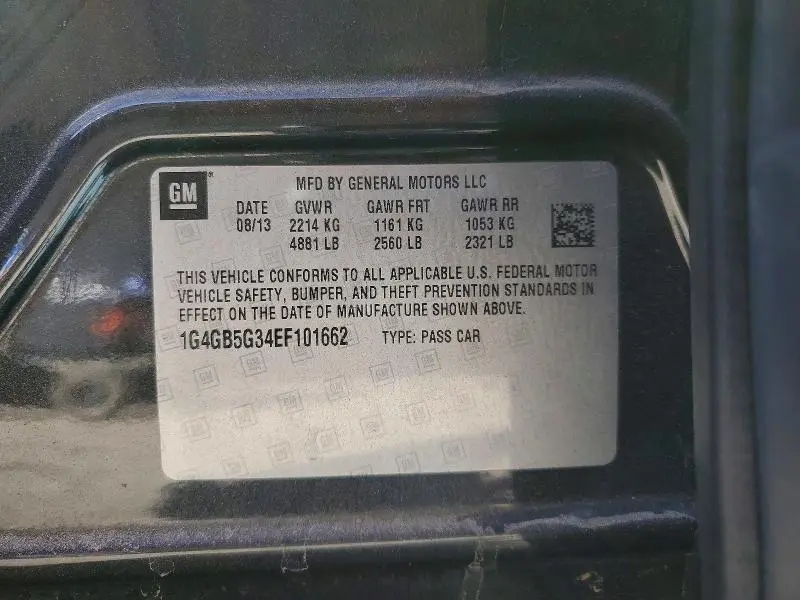 GM
MFD BY GENERAL MOTORS LLC
DATE GVWR GAWR FRT GAWR RR
08/13 2214 KG 1161 KG 1053 KG
4881 LB 2560 LB 2321 LB
THIS VEHICLE CONFORMS TO ALL APPLICABLE U.S. FEDERAL MOTOR
VEHICLE SAFETY, BUMPER, AND THEFT PREVENTION STANDARDS IN
EFFECT ON THE DATE OF MANUFACTURE SHOWN ABOVE.
1G4GB5G34EF101662 TYPE: PASS CAR